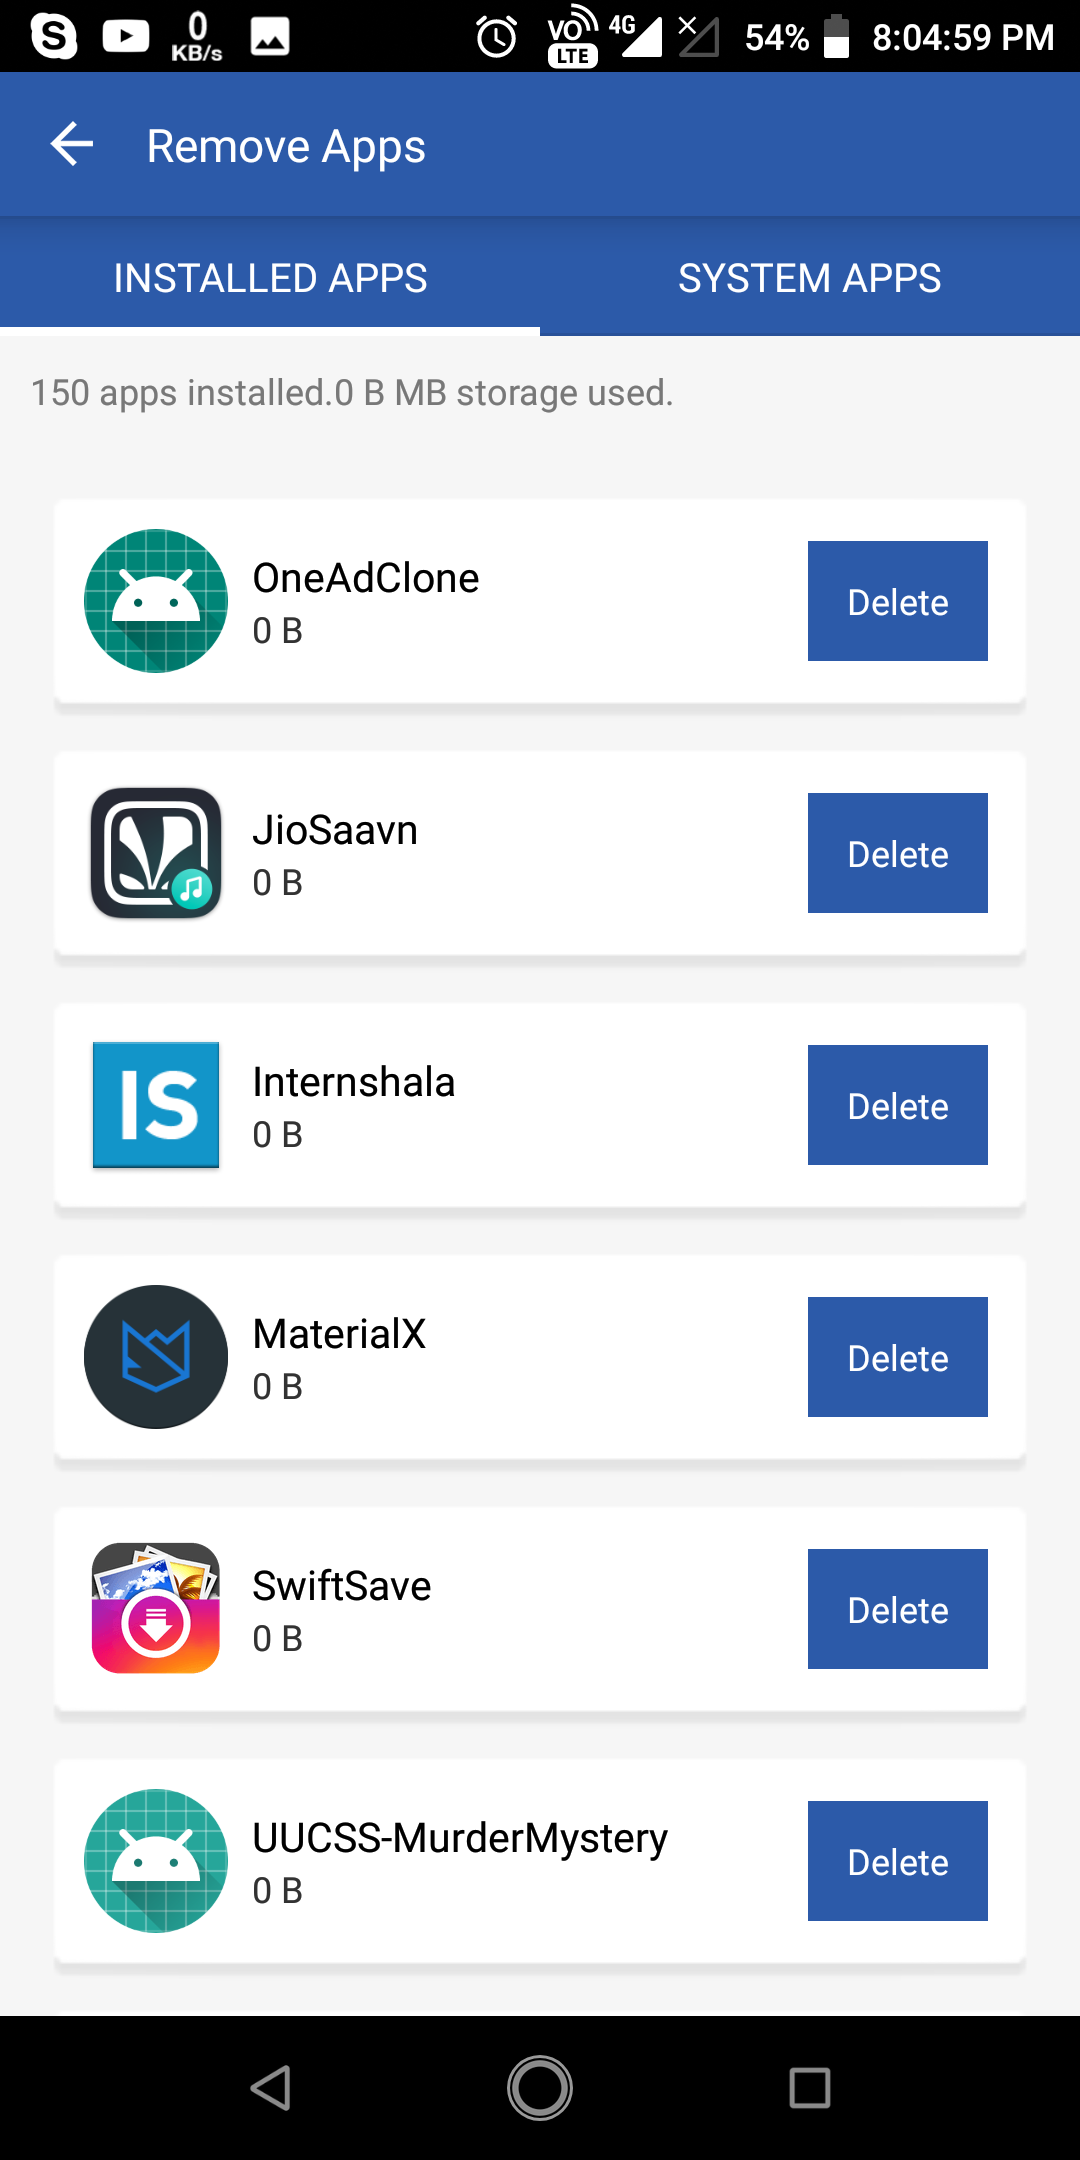 S 0 KB/s VO LTE 4G 54% 8:04:59 PM
Remove Apps
INSTALLED APPS SYSTEM APPS
150 apps installed.0 B MB storage used.
OneAdClone
0 B
Delete
JioSaavn
0 B
Delete
IS
Internshala
0 B
Delete
MaterialX
0 B
Delete
SwiftSave
0 B
Delete
UUCSS-MurderMystery
0 B
Delete